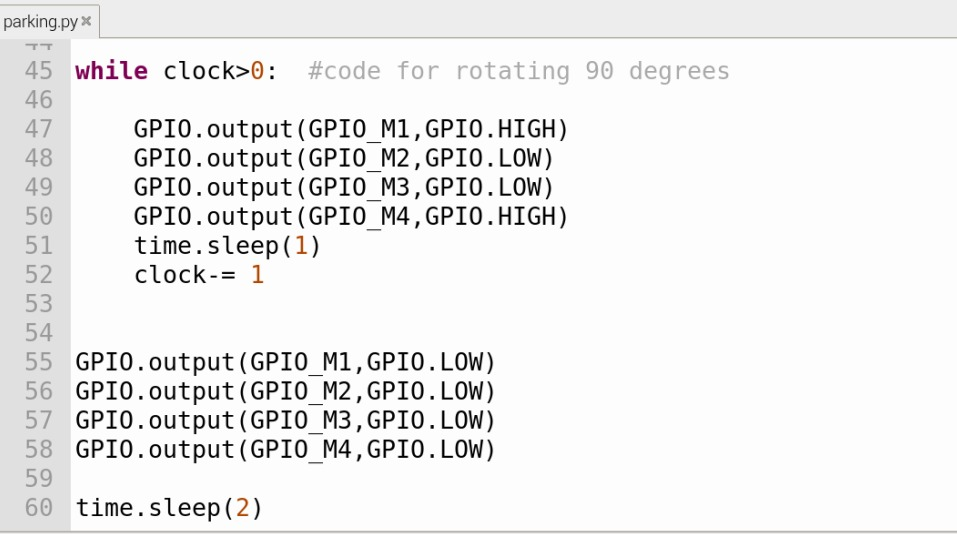 parking.py ×
44
45 while clock>0:  #code for rotating 90 degrees
46
47     GPIO.output(GPIO_M1,GPIO.HIGH)
48     GPIO.output(GPIO_M2,GPIO.LOW)
49     GPIO.output(GPIO_M3,GPIO.LOW)
50     GPIO.output(GPIO_M4,GPIO.HIGH)
51     time.sleep(1)
52     clock-= 1
53
54
55 GPIO.output(GPIO_M1,GPIO.LOW)
56 GPIO.output(GPIO_M2,GPIO.LOW)
57 GPIO.output(GPIO_M3,GPIO.LOW)
58 GPIO.output(GPIO_M4,GPIO.LOW)
59
60 time.sleep(2)